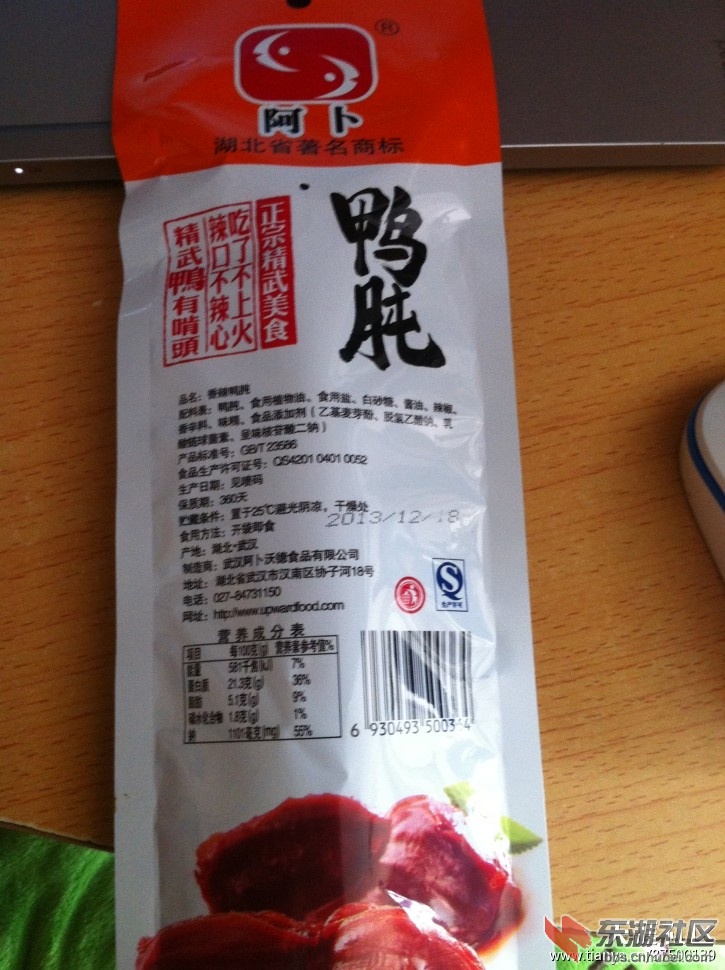 ®
阿卜
湖北省著名商标
鸭肫
正宗精武美食
吃了不上火
辣口不辣心
精武鴨有啃頭
品名：香辣鸭肫
配料表：鸭肫、食用植物油、食用盐、白砂糖、酱油、辣椒、
香辛料、味精、食品添加剂（乙基麦芽酚、脱氢乙酸钠、乳
酸链球菌素、呈味核苷酸二钠）
产品标准号：GB/T 23586
食品生产许可证号：QS4201 0401 0052
生产日期：见喷码
保质期：360天
贮藏条件：置于25℃避光阴凉、干燥处
2013/12/18
食用方法：开袋即食
产地：湖北·武汉
制造商：武汉阿卜沃德食品有限公司
地址：湖北省武汉市汉南区协子河18号
电话：027-84731150
网址：http://www.upwardfood.com
S
生产许可
营养成分表
项目 每100克(g) 营养素参考值%
能量 581千焦(kJ) 7%
蛋白质 21.3克(g) 36%
脂肪 5.1克(g) 9%
碳水化合物 1.8克(g) 1%
钠 1101毫克(mg) 55%
6 930493 50034
东湖社区